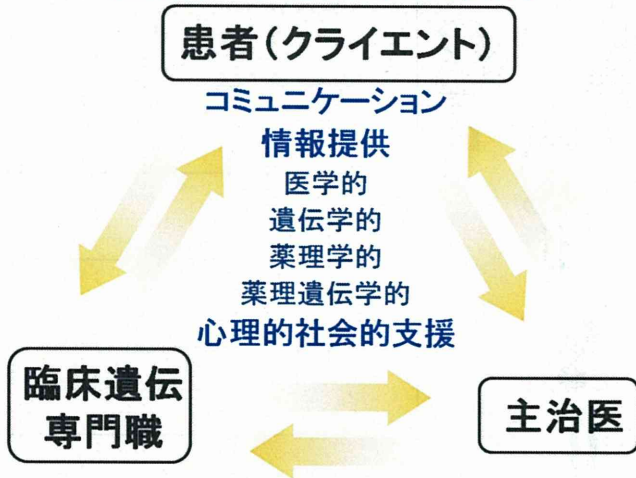 患者(クライエント)
コミュニケーション
情報提供
医学的
遺伝学的
薬理学的
薬理遺伝学的
心理的社会的支援
臨床遺伝
専門職
主治医